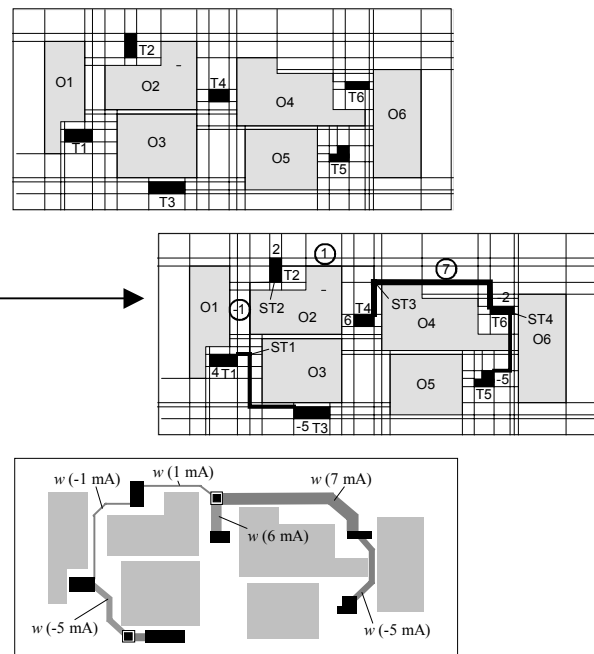 T2
O1
O2
T4
O4
T6
O6
T1
O3
O5
T5
T3
2
1
7
T2
O1
-1
ST2
O2
T4
6
ST3
-2
T6
ST4
O4
O6
ST1
4 T1
O3
O5
T5
-5
-5 T3
w (-1 mA)
w (1 mA)
w (7 mA)
w (6 mA)
w (-5 mA)
w (-5 mA)